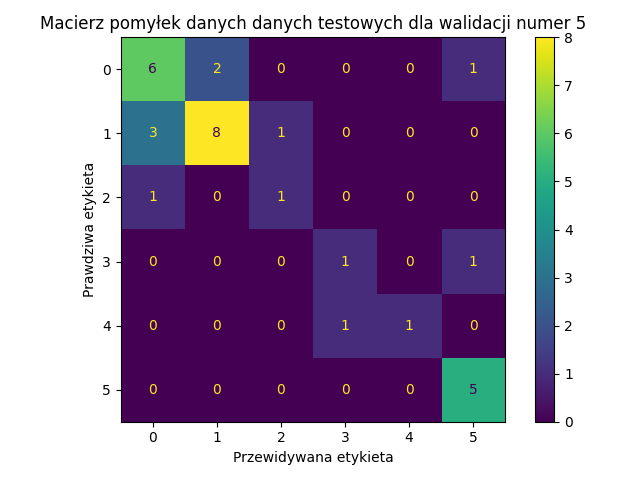 Macierz pomyłek danych danych testowych dla walidacji numer 5
0 6 2 0 0 0 1
1 3 8 1 0 0 0
2 1 0 1 0 0 0
3 0 0 0 1 0 1
4 0 0 0 1 1 0
5 0 0 0 0 0 5
0 1 2 3 4 5
Prawdziwa etykieta
Przewidywana etykieta
8
7
6
5
4
3
2
1
0